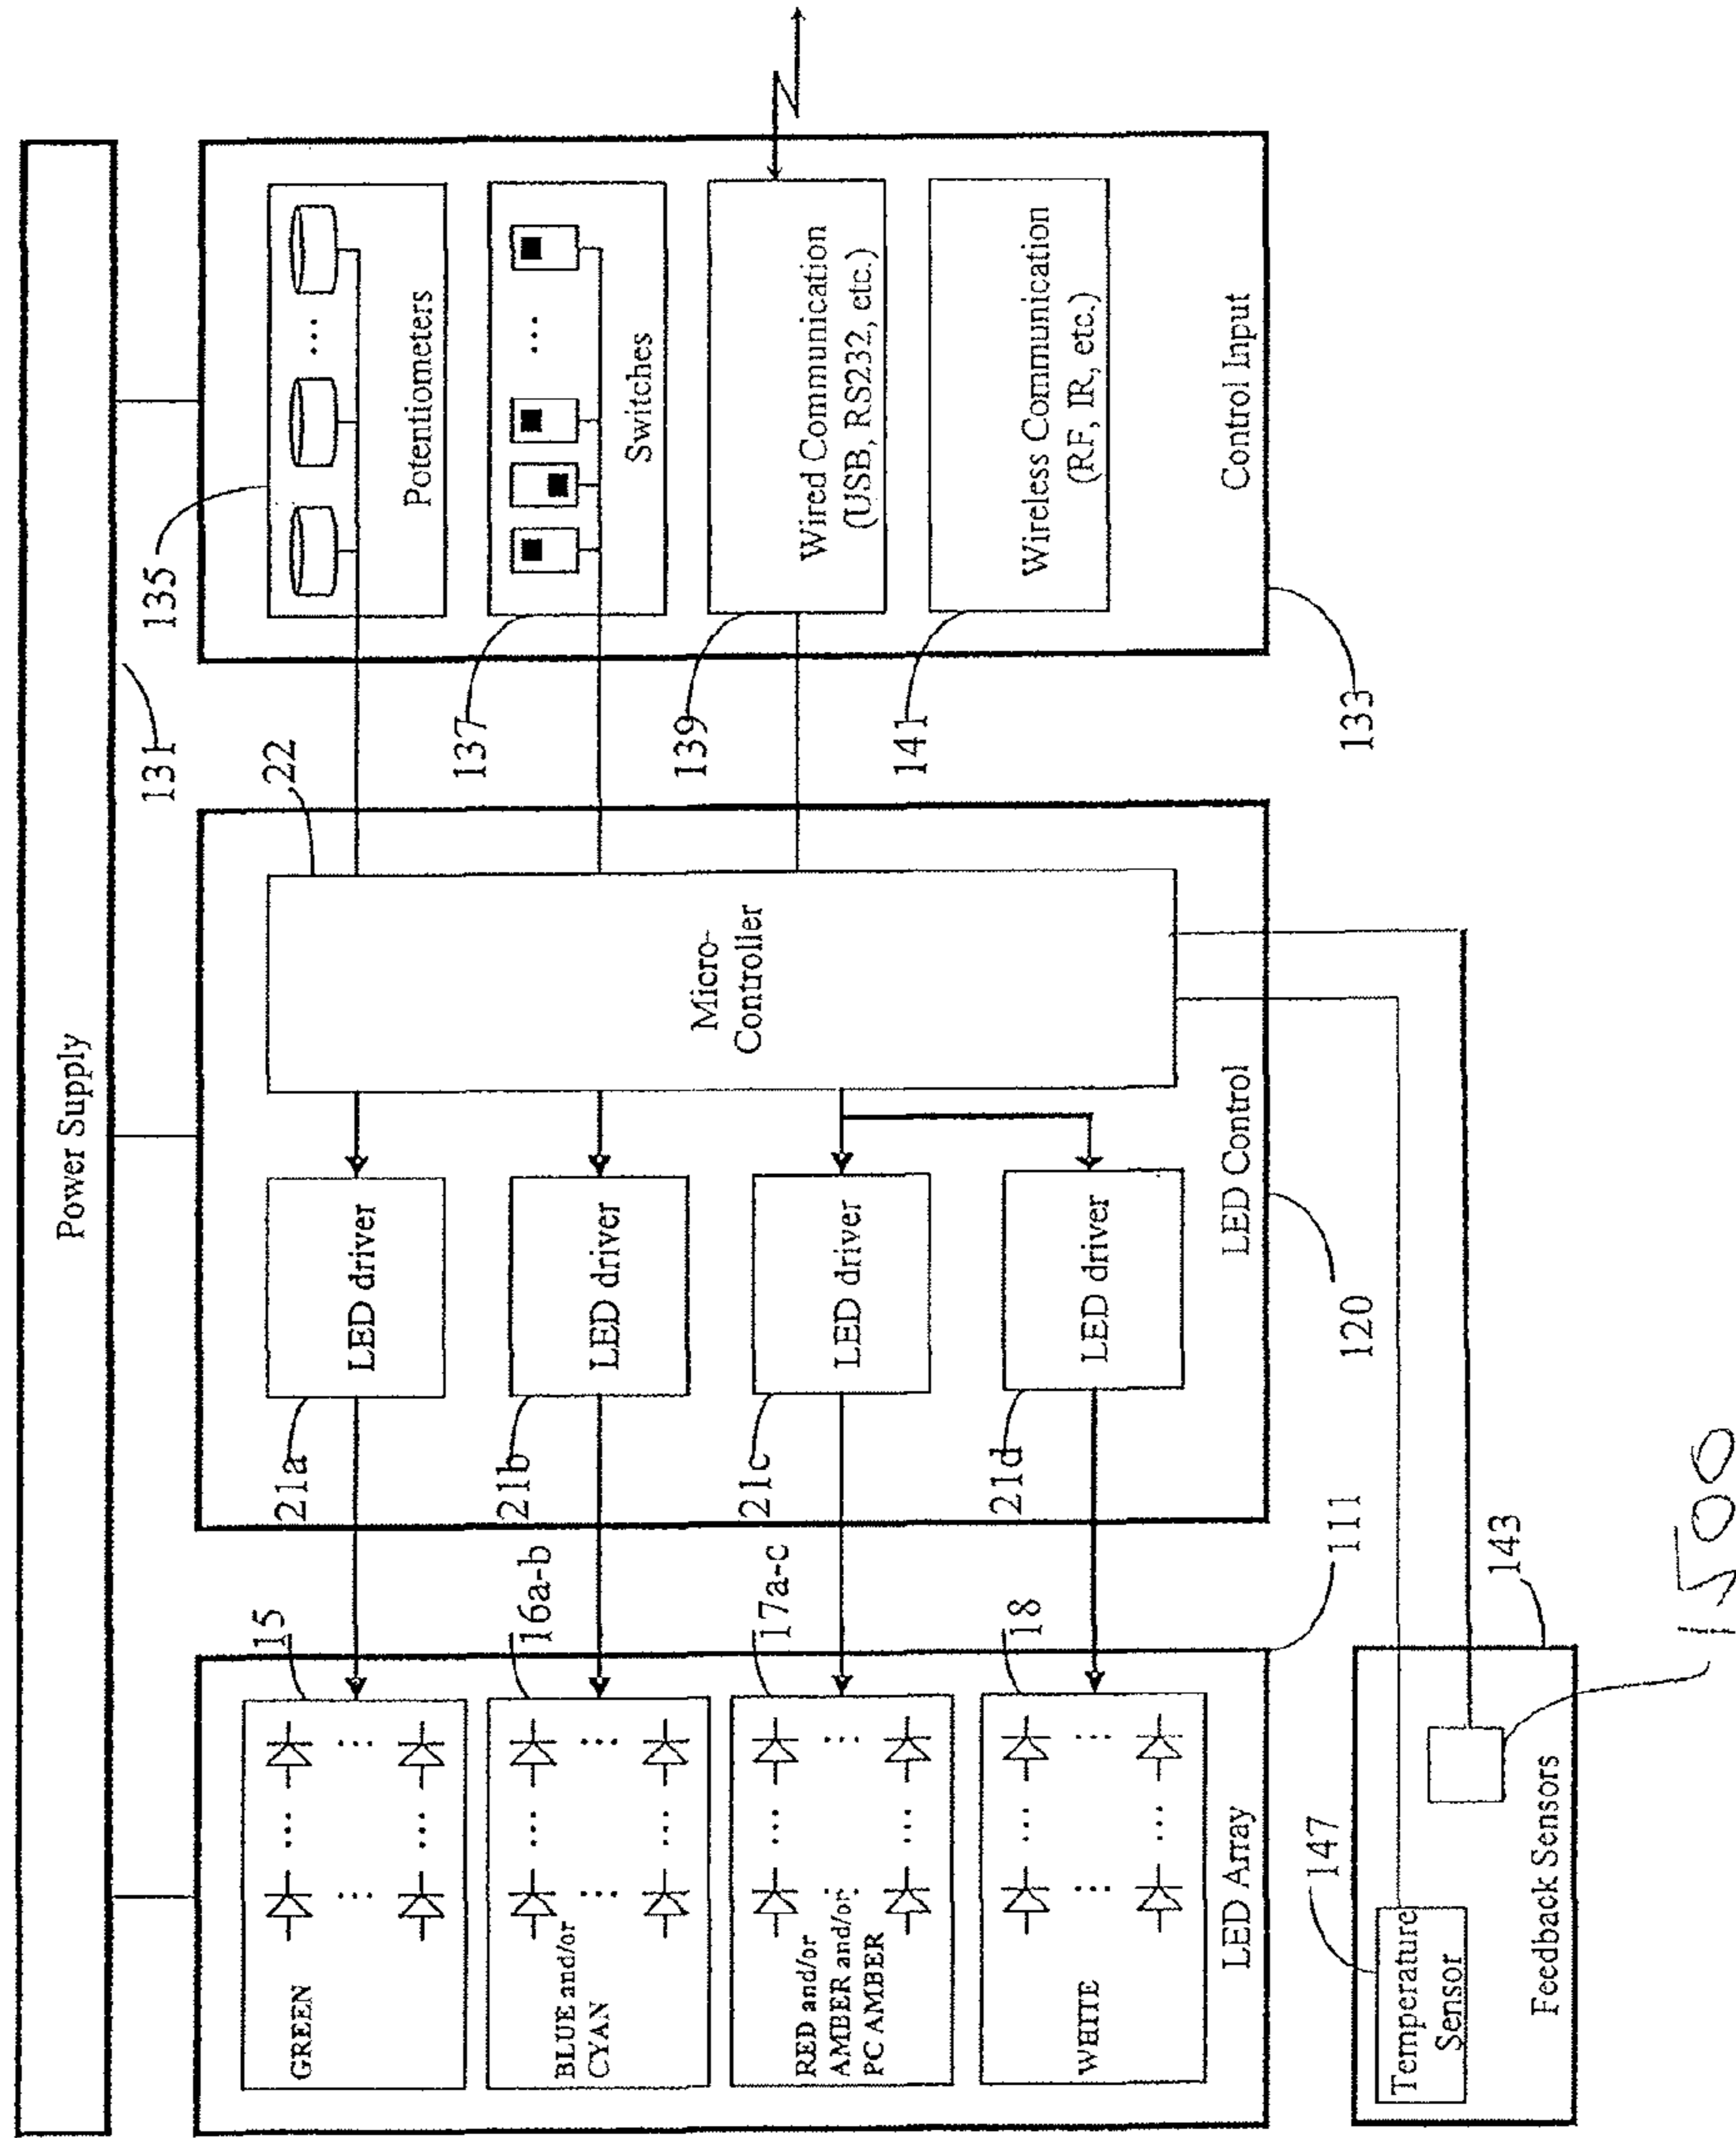 Power Supply
131
135
Potentiometers
137
Switches
139
Wired Communication
(USB, RS232, etc.)
141
Wireless Communication
(RF, IR, etc.)
Control Input
133
22
Micro-
Controller
LED driver
21a
LED driver
21b
LED driver
21c
LED driver
21d
LED Control
120
15
GREEN
16a-b
BLUE and/or
CYAN
17a-c
RED and/or
AMBER and/or
PC AMBER
18
WHITE
LED Array
111
147
Temperature
Sensor
Feedback Sensors
143
1500